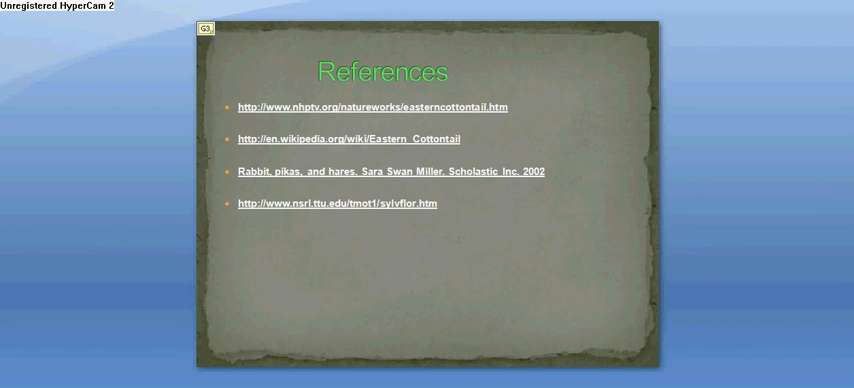 Unregistered HyperCam 2
G3
References
http://www.nhptv.org/natureworks/easterncottontail.htm
http://en.wikipedia.org/wiki/Eastern_Cottontail
Rabbit, pikas, and hares. Sara Swan Miller. Scholastic Inc. 2002
http://www.nsrl.ttu.edu/tmot1/sylvflor.htm